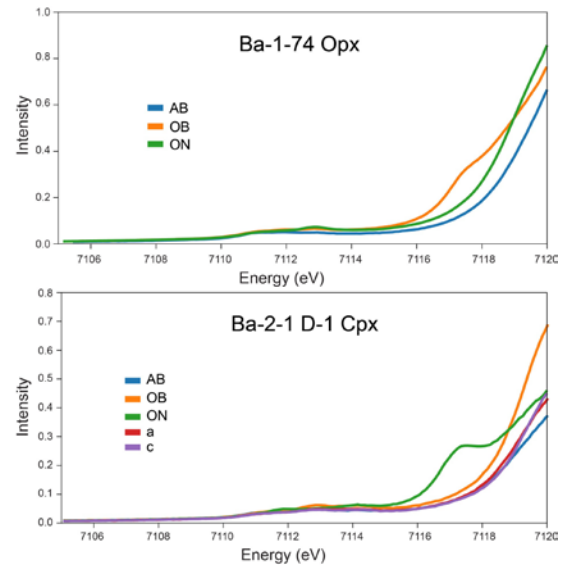 Ba-1-74 Opx
1.0
0.8
0.6
0.4
0.2
0.0
Intensity
AB
OB
ON
7106 7108 7110 7112 7114 7116 7118 7120
Energy (eV)
Ba-2-1 D-1 Cpx
0.8
0.7
0.6
0.5
0.4
0.3
0.2
0.1
0.0
Intensity
AB
OB
ON
a
c
7106 7108 7110 7112 7114 7116 7118 7120
Energy (eV)